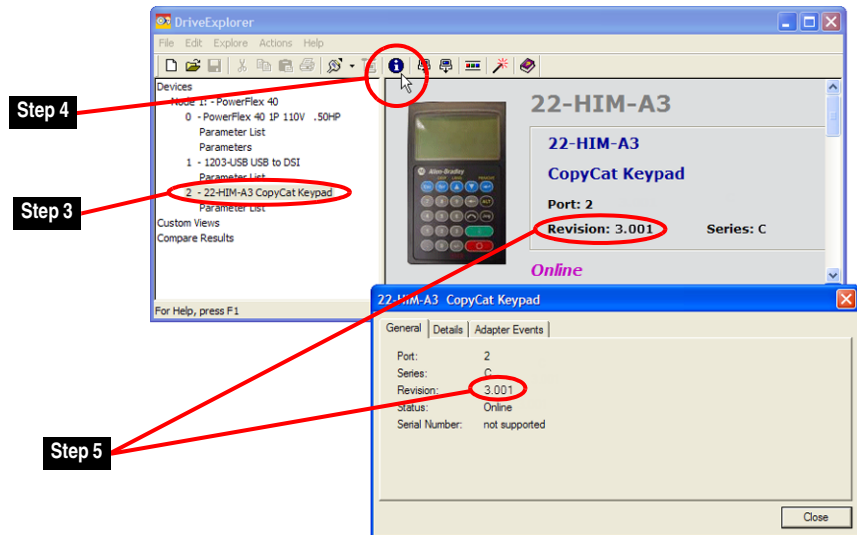 DriveExplorer
File Edit Explore Actions Help
Devices
Node 1: - PowerFlex 40
0 - PowerFlex 40 1P 110V .50HP
Parameter List
Parameters
1 - 1203-USB USB to DSI
Parameter List
2 - 22-HIM-A3 CopyCat Keypad
Parameter List
Custom Views
Compare Results
For Help, press F1
Step 4
Step 3
Allen-Bradley
22-HIM-A3
22-HIM-A3
CopyCat Keypad
Port: 2
Revision: 3.001 Series: C
Online
22-HIM-A3 CopyCat Keypad
General Details Adapter Events
Port: 2
Series: C
Revision: 3.001
Status: Online
Serial Number: not supported
Close
Step 5